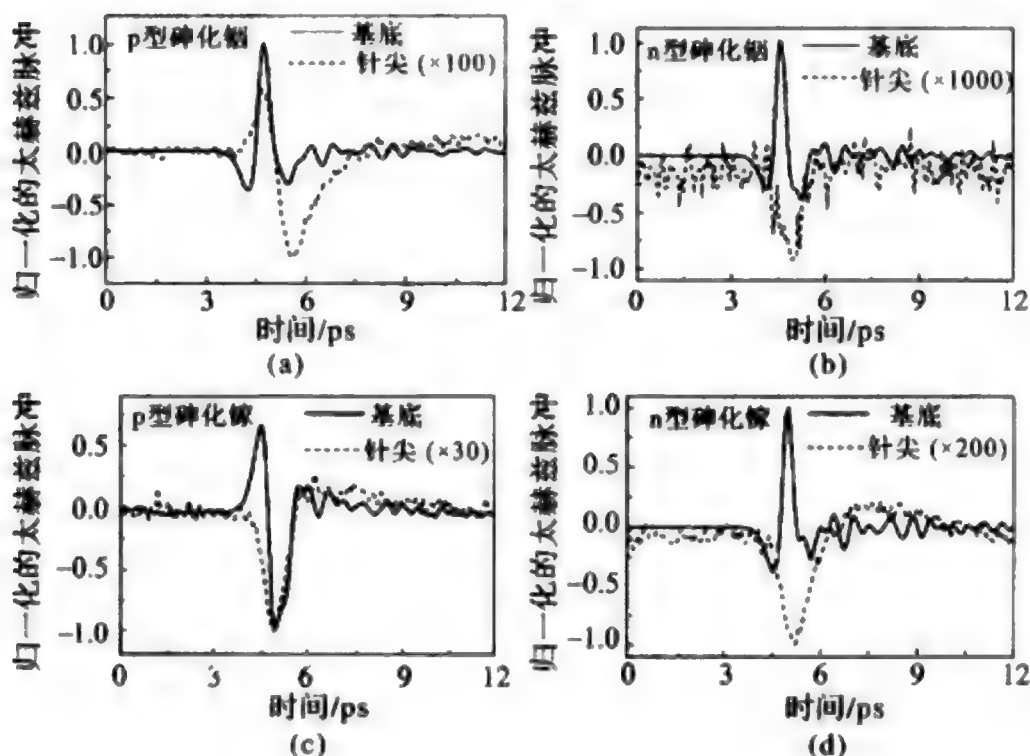 归一化的太赫兹脉冲
p型砷化铟
基底
针尖 (×100)
1.0
0.5
0.0
−0.5
−1.0
0 3 6 9 12
时间/ps
(a)
归一化的太赫兹脉冲
n型砷化铟
基底
针尖 (×1000)
1.0
0.5
0.0
−0.5
−1.0
0 3 6 9 12
时间/ps
(b)
归一化的太赫兹脉冲
p型砷化镓
基底
针尖 (×30)
0.5
0.0
−0.5
−1.0
0 3 6 9 12
时间/ps
(c)
归一化的太赫兹脉冲
n型砷化镓
基底
针尖 (×200)
1.0
0.5
0.0
−0.5
−1.0
0 3 6 9 12
时间/ps
(d)